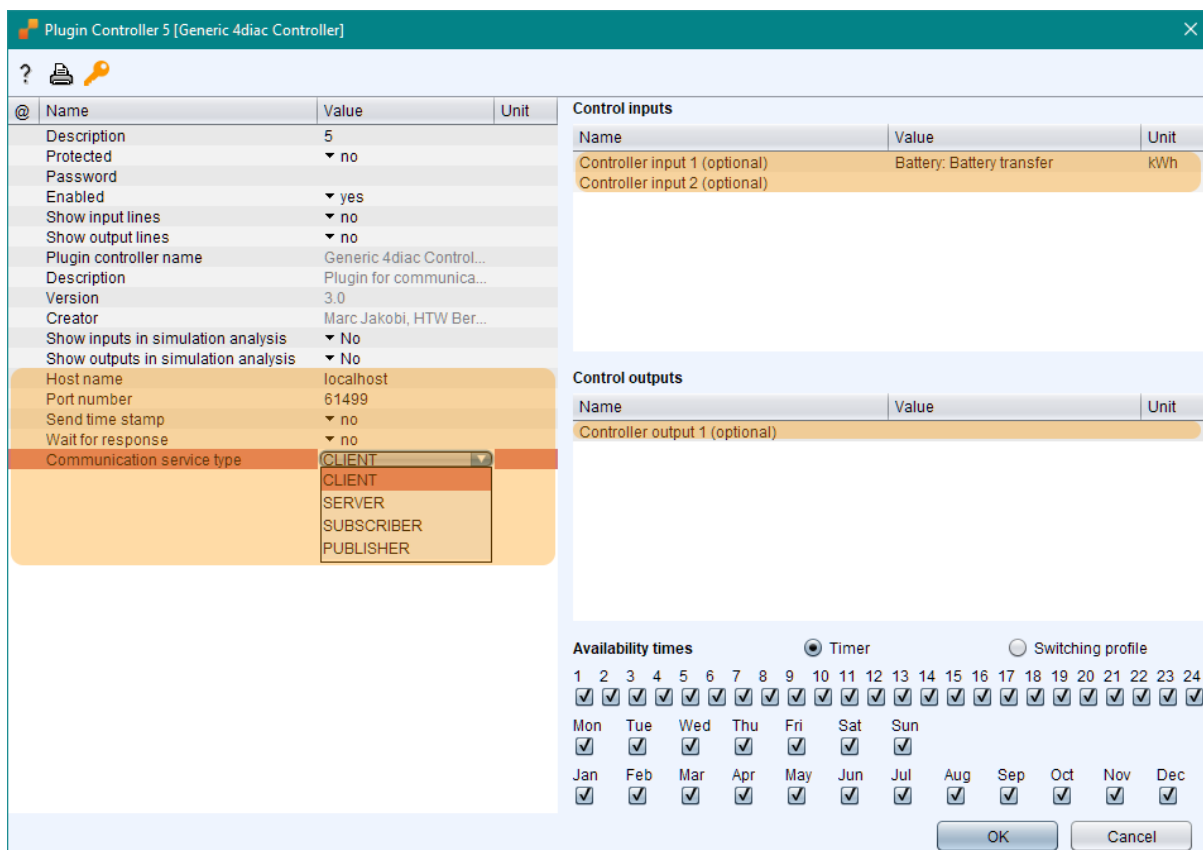 Plugin Controller 5 [Generic 4diac Controller]
?
@ Name Value Unit
Description 5
Protected no
Password
Enabled yes
Show input lines no
Show output lines no
Plugin controller name Generic 4diac Control...
Description Plugin for communica...
Version 3.0
Creator Marc Jakobi, HTW Ber...
Show inputs in simulation analysis No
Show outputs in simulation analysis No
Host name localhost
Port number 61499
Send time stamp no
Wait for response no
Communication service type CLIENT
CLIENT
SERVER
SUBSCRIBER
PUBLISHER
Control inputs
Name Value Unit
Controller input 1 (optional) Battery: Battery transfer kWh
Controller input 2 (optional)
Control outputs
Name Value Unit
Controller output 1 (optional)
Availability times Timer Switching profile
1 2 3 4 5 6 7 8 9 10 11 12 13 14 15 16 17 18 19 20 21 22 23 24
Mon Tue Wed Thu Fri Sat Sun
Jan Feb Mar Apr May Jun Jul Aug Sep Oct Nov Dec
OK Cancel